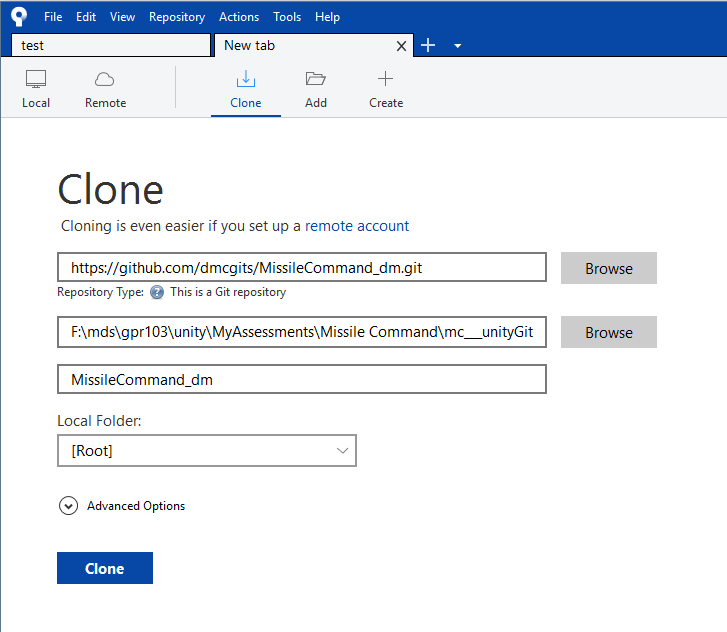 File Edit View Repository Actions Tools Help
test New tab
Local Remote Clone Add Create
Clone
Cloning is even easier if you set up a remote account
https://github.com/dmcgits/MissileCommand_dm.git Browse
Repository Type: ? This is a Git repository
F:\mds\gpr103\unity\MyAssessments\Missile Command\mc___unityGit Browse
MissileCommand_dm
Local Folder:
[Root]
Advanced Options
Clone